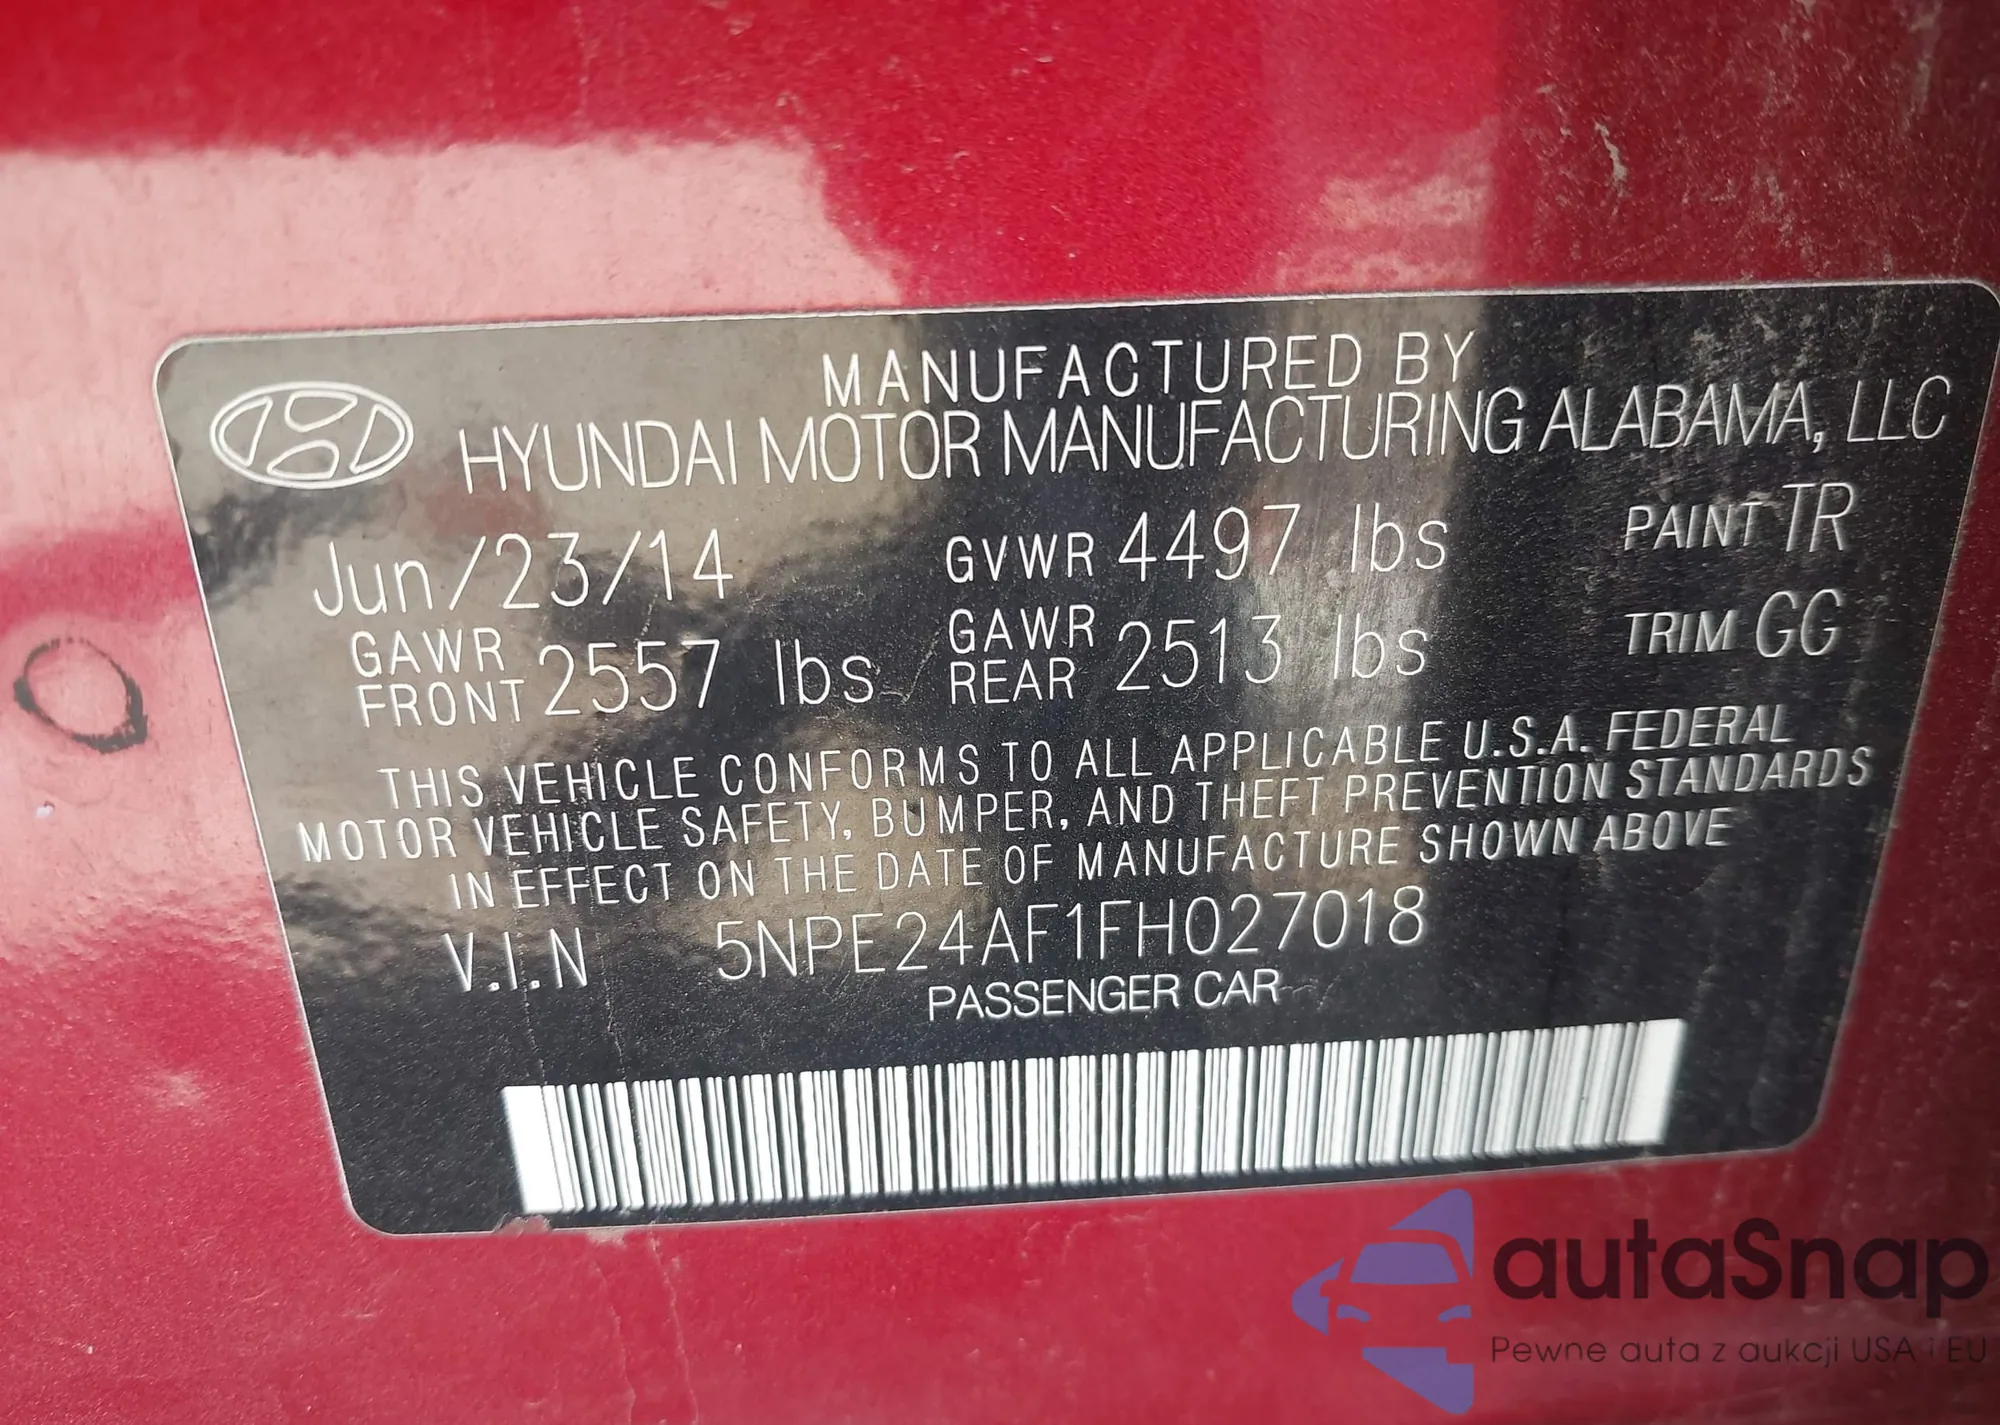 MANUFACTURED BY
HYUNDAI MOTOR MANUFACTURING ALABAMA, LLC
Jun/23/14 GVWR 4497 lbs PAINT TR
GAWR FRONT 2557 lbs GAWR REAR 2513 lbs TRIM GG
THIS VEHICLE CONFORMS TO ALL APPLICABLE U.S.A. FEDERAL
MOTOR VEHICLE SAFETY, BUMPER, AND THEFT PREVENTION STANDARDS
IN EFFECT ON THE DATE OF MANUFACTURE SHOWN ABOVE
V.I.N 5NPE24AF1FH027018
PASSENGER CAR
autaSnap
Pewne auta z aukcji USA i EU